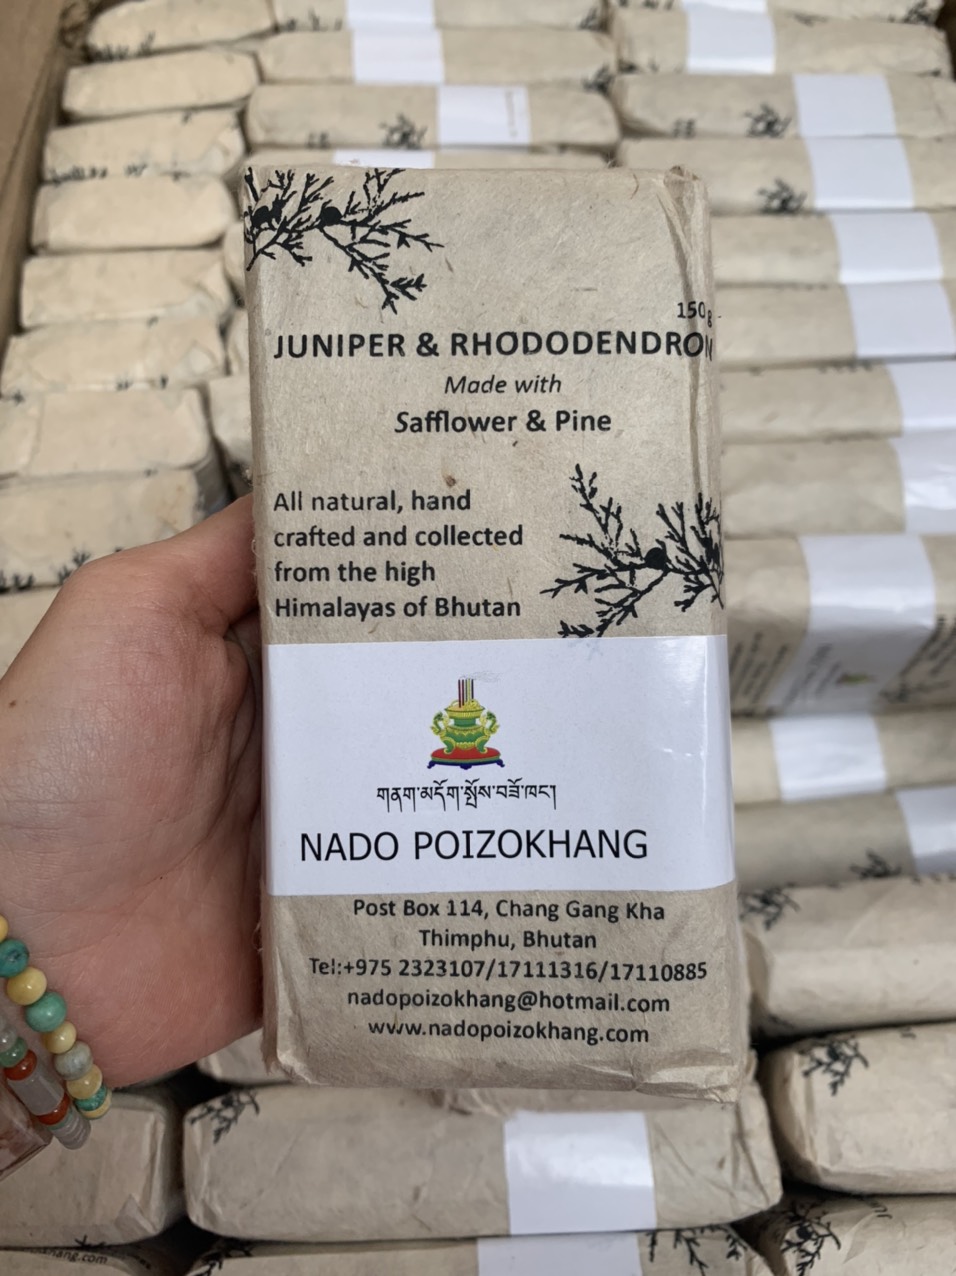 150g
JUNIPER & RHODODENDRON
Made with
Safflower & Pine
All natural, hand
crafted and collected
from the high
Himalayas of Bhutan
གནག་མདོག་སྤོས་བཟོ་ཁང།
NADO POIZOKHANG
Post Box 114, Chang Gang Kha
Thimphu, Bhutan
Tel:+975 2323107/17111316/17110885
nadopoizokhang@hotmail.com
www.nadopoizokhang.com